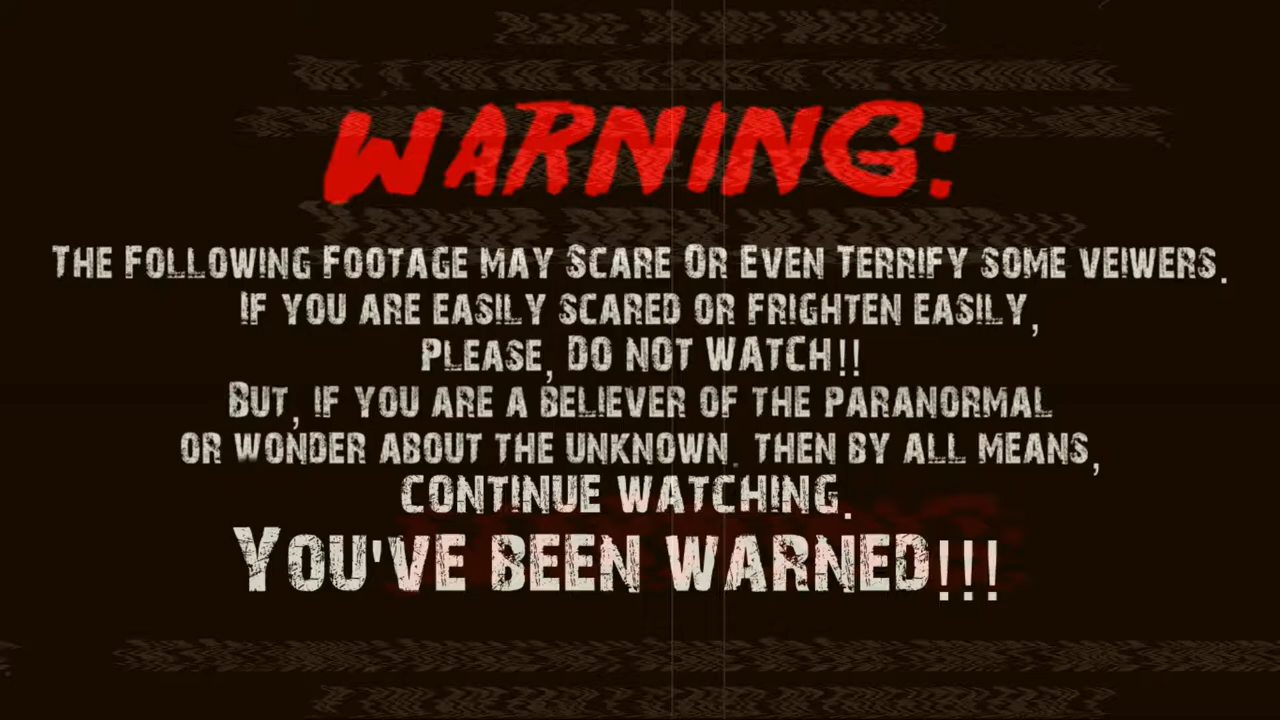 WARNING:
THE FOLLOWING FOOTAGE MAY SCARE OR EVEN TERRIFY SOME VEIWERS.
IF YOU ARE EASILY SCARED OR FRIGHTEN EASILY,
PLEASE, DO NOT WATCH!!
BUT, IF YOU ARE A BELIEVER OF THE PARANORMAL
OR WONDER ABOUT THE UNKNOWN. THEN BY ALL MEANS,
CONTINUE WATCHING.
YOU'VE BEEN WARNED!!!